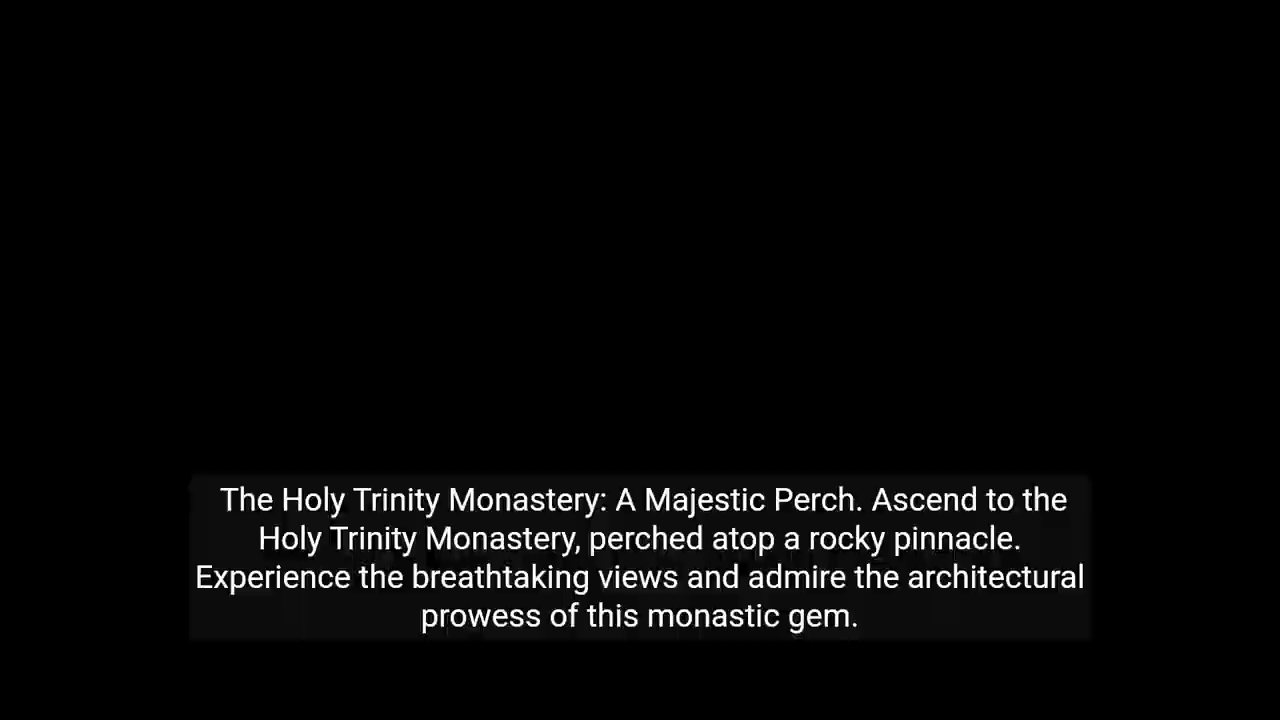 The Holy Trinity Monastery: A Majestic Perch. Ascend to the
Holy Trinity Monastery, perched atop a rocky pinnacle.
Experience the breathtaking views and admire the architectural
prowess of this monastic gem.